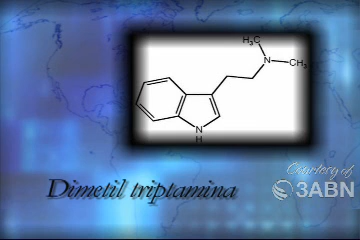 H₃C
N
CH₃
N
H
Dimetil triptamina
Courtesy of
3ABN